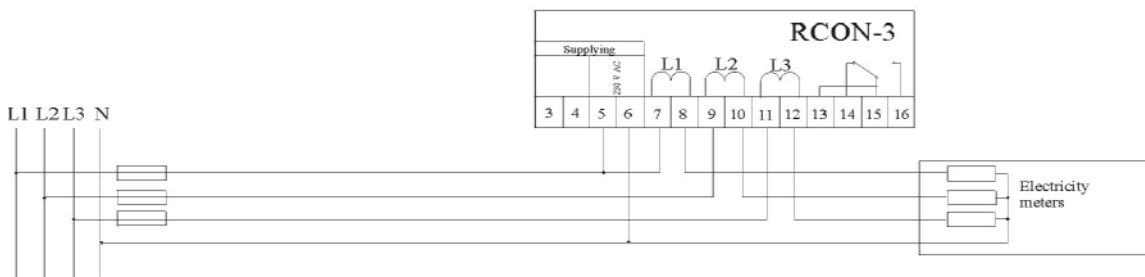 RCON-3
Supplying
230 V AC
L1 L2 L3
3 4 5 6 7 8 9 10 11 12 13 14 15 16
L1 L2 L3 N
Electricity
meters